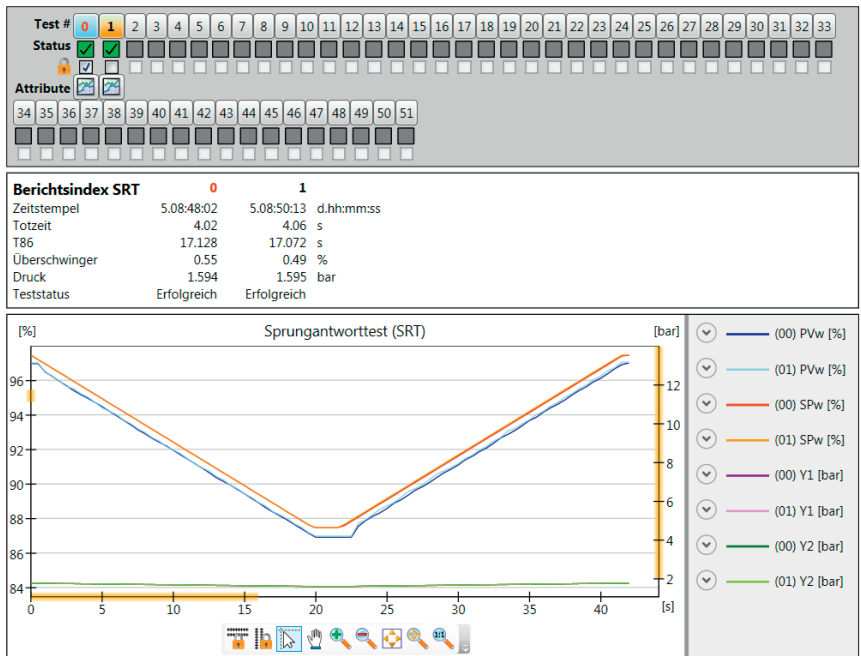 Test # 0 1 2 3 4 5 6 7 8 9 10 11 12 13 14 15 16 17 18 19 20 21 22 23 24 25 26 27 28 29 30 31 32 33
Status
Attribute
34 35 36 37 38 39 40 41 42 43 44 45 46 47 48 49 50 51
Berichtsindex SRT 0 1
Zeitstempel 5.08:48:02 5.08:50:13 d.hh:mm:ss
Totzeit 4.02 4.06 s
T86 17.128 17.072 s
Überschwinger 0.55 0.49 %
Druck 1.594 1.595 bar
Teststatus Erfolgreich Erfolgreich
[%] Sprungantworttest (SRT) [bar]
96
94
92
90
88
86
84
12
10
8
6
4
2
0 5 10 15 20 25 30 35 40 [s]
1:1
(00) PVw [%]
(01) PVw [%]
(00) SPw [%]
(01) SPw [%]
(00) Y1 [bar]
(01) Y1 [bar]
(00) Y2 [bar]
(01) Y2 [bar]